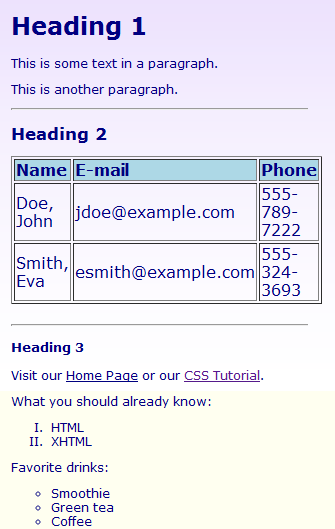 Heading 1
This is some text in a paragraph.
This is another paragraph.
Heading 2
Name E-mail Phone
Doe, John jdoe@example.com 555-789-7222
Smith, Eva esmith@example.com 555-324-3693
Heading 3
Visit our Home Page or our CSS Tutorial.
What you should already know:
I. HTML
II. XHTML
Favorite drinks:
○ Smoothie
○ Green tea
○ Coffee